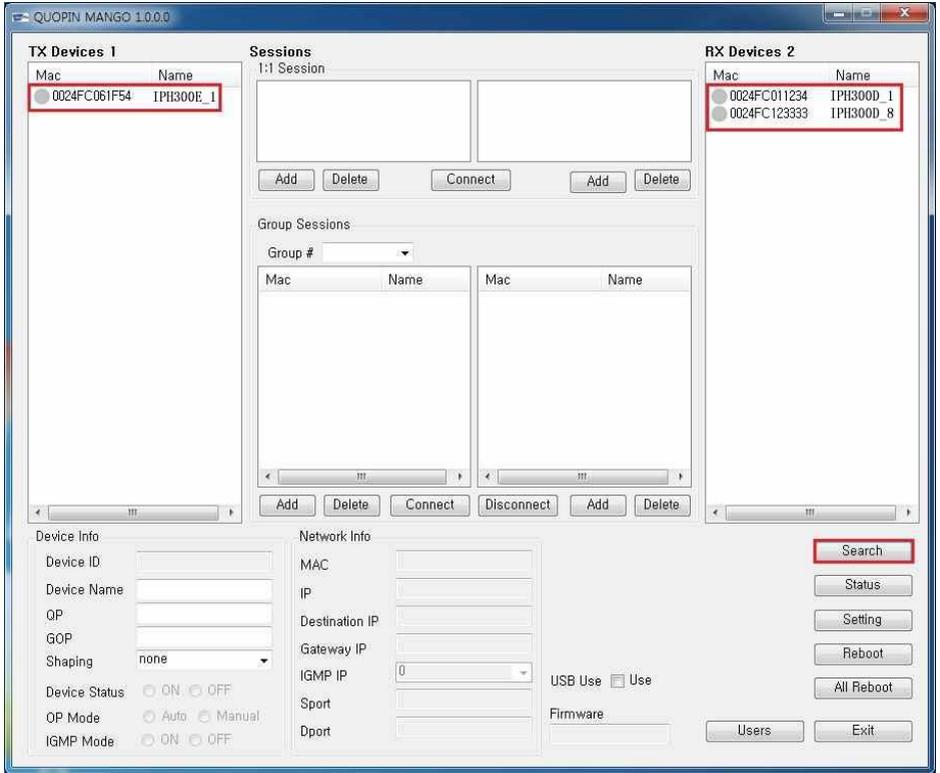 QUOPIN MANGO 1.0.0.0
TX Devices 1
Mac Name
0024FC061F54 IPH300E_1
Sessions
1:1 Session
Add Delete Connect Add Delete
Group Sessions
Group #
Mac Name Mac Name
Add Delete Connect Disconnect Add Delete
RX Devices 2
Mac Name
0024FC011234 IPH300D_1
0024FC123333 IPH300D_8
Device Info
Device ID
Device Name
QP
GOP
Shaping none
Device Status ON OFF
OP Mode Auto Manual
IGMP Mode ON OFF
Network Info
MAC
IP
Destination IP
Gateway IP
IGMP IP 0
Sport
Dport
USB Use Use
Firmware
Search
Status
Setting
Reboot
All Reboot
Users Exit